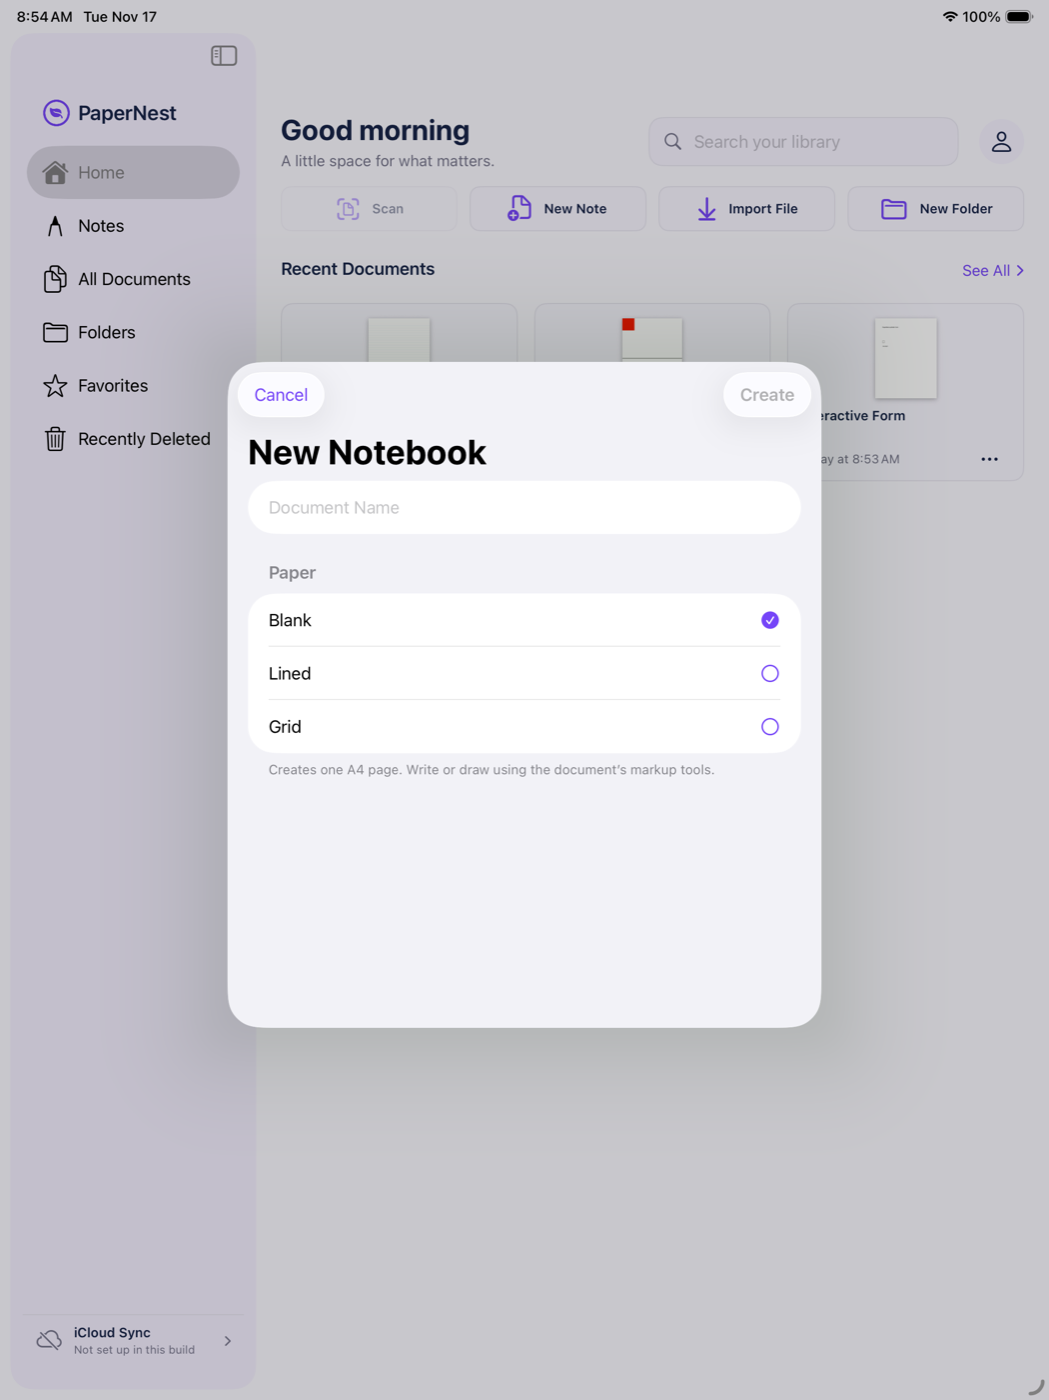 8:54 AM Tue Nov 17
100%
PaperNest
Home
Notes
All Documents
Folders
Favorites
Recently Deleted
Good morning
A little space for what matters.
Search your library
Scan
New Note
Import File
New Folder
Recent Documents
See All
eractive Form
ay at 8:53 AM
Cancel
Create
New Notebook
Document Name
Paper
Blank
Lined
Grid
Creates one A4 page. Write or draw using the document's markup tools.
iCloud Sync
Not set up in this build